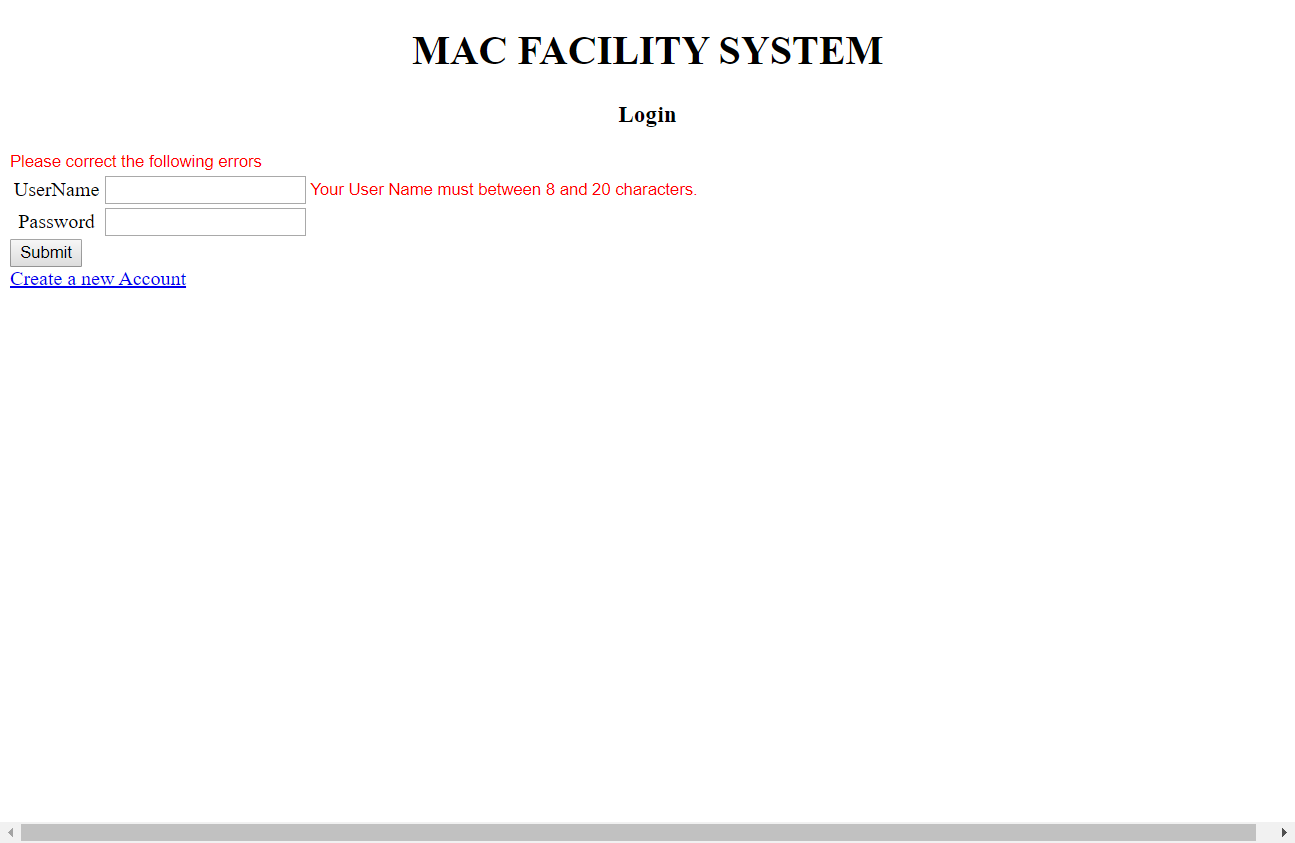 MAC FACILITY SYSTEM
Login
Please correct the following errors
UserName Your User Name must between 8 and 20 characters.
Password
Submit
Create a new Account